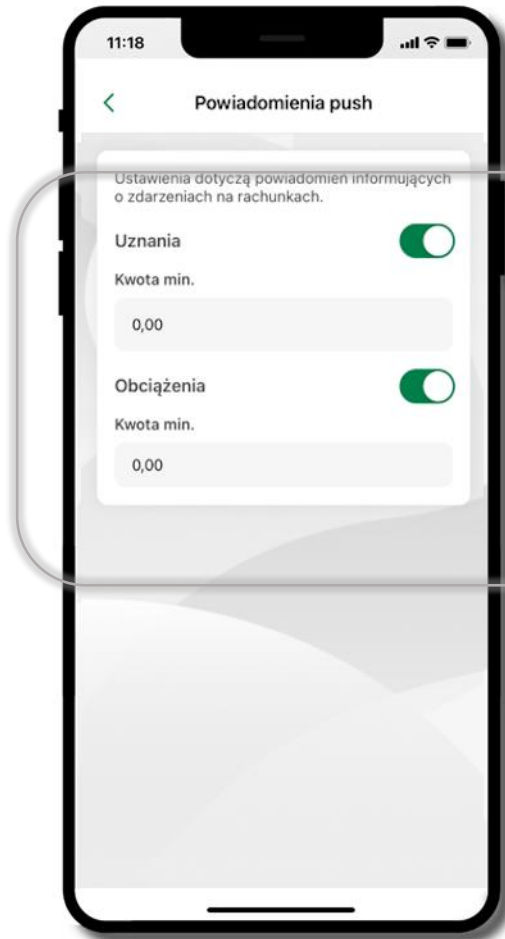 11:18
Powiadomienia push
Ustawienia dotyczą powiadomień informujących
o zdarzeniach na rachunkach.
Uznania
Kwota min.
0,00
Obciążenia
Kwota min.
0,00